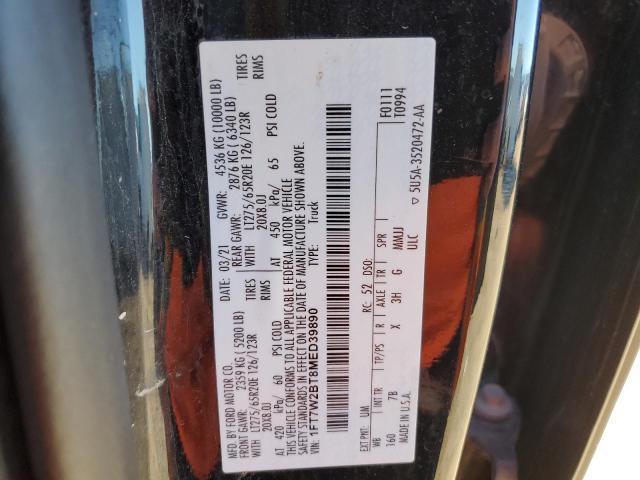 MFD. BY FORD MOTOR CO.
DATE: 03/21 GVWR: 4536 KG (10000 LB)
FRONT GAWR: 2359 KG ( 5200 LB) REAR GAWR: 2876 KG ( 6340 LB)
WITH LT275/65R20E 126/123R TIRES WITH LT275/65R20E 126/123R TIRES
20X8.0J RIMS 20X8.0J RIMS
AT 420 kPa/ 60 PSI COLD AT 450 kPa/ 65 PSI COLD
THIS VEHICLE CONFORMS TO ALL APPLICABLE FEDERAL MOTOR VEHICLE
SAFETY STANDARDS IN EFFECT ON THE DATE OF MANUFACTURE SHOWN ABOVE.
VIN: 1FT7W2BT8MED39890 Truck
F0111
T0994
EXT PNT: UM RC: 52 DSO:
WB INT TR TP/PS R AXLE TR SPR
160 7B X 3H G MMJJ
MADE IN U.S.A. ULC
▽ 5U5A-3520472-AA